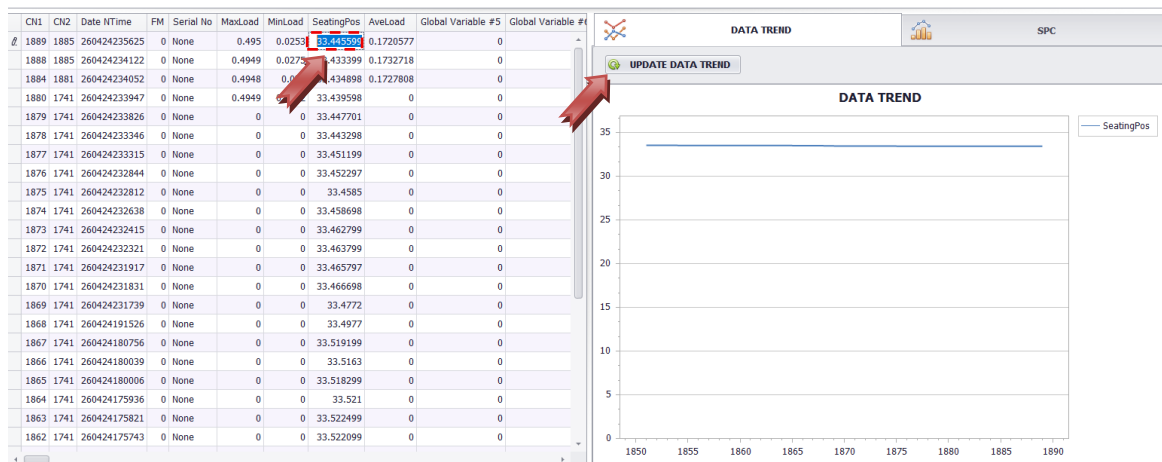 CN1 CN2 Date NTime FM Serial No MaxLoad MinLoad SeatingPos AveLoad Global Variable #5 Global Variable #6
1889 1885 260424235625 0 None 0.495 0.0253 33.445599 0.1720577 0
1888 1885 260424234122 0 None 0.4949 0.0275 .433399 0.1732718 0
1884 1881 260424234052 0 None 0.4948 0.0 .434898 0.1727808 0
1880 1741 260424233947 0 None 0.4949 33.439598 0 0
1879 1741 260424233826 0 None 0 0 33.447701 0 0
1878 1741 260424233346 0 None 0 0 33.443298 0 0
1877 1741 260424233315 0 None 0 0 33.451199 0 0
1876 1741 260424232844 0 None 0 0 33.452297 0 0
1875 1741 260424232812 0 None 0 0 33.4585 0 0
1874 1741 260424232638 0 None 0 0 33.458698 0 0
1873 1741 260424232415 0 None 0 0 33.462799 0 0
1872 1741 260424232321 0 None 0 0 33.463799 0 0
1871 1741 260424231917 0 None 0 0 33.465797 0 0
1870 1741 260424231831 0 None 0 0 33.466698 0 0
1869 1741 260424231739 0 None 0 0 33.4772 0 0
1868 1741 260424191526 0 None 0 0 33.4977 0 0
1867 1741 260424180756 0 None 0 0 33.519199 0 0
1866 1741 260424180039 0 None 0 0 33.5163 0 0
1865 1741 260424180006 0 None 0 0 33.518299 0 0
1864 1741 260424175936 0 None 0 0 33.521 0 0
1863 1741 260424175821 0 None 0 0 33.522499 0 0
1862 1741 260424175743 0 None 0 0 33.522099 0 0
DATA TREND SPC
UPDATE DATA TREND
DATA TREND
SeatingPos
35
30
25
20
15
10
5
0
1850 1855 1860 1865 1870 1875 1880 1885 1890